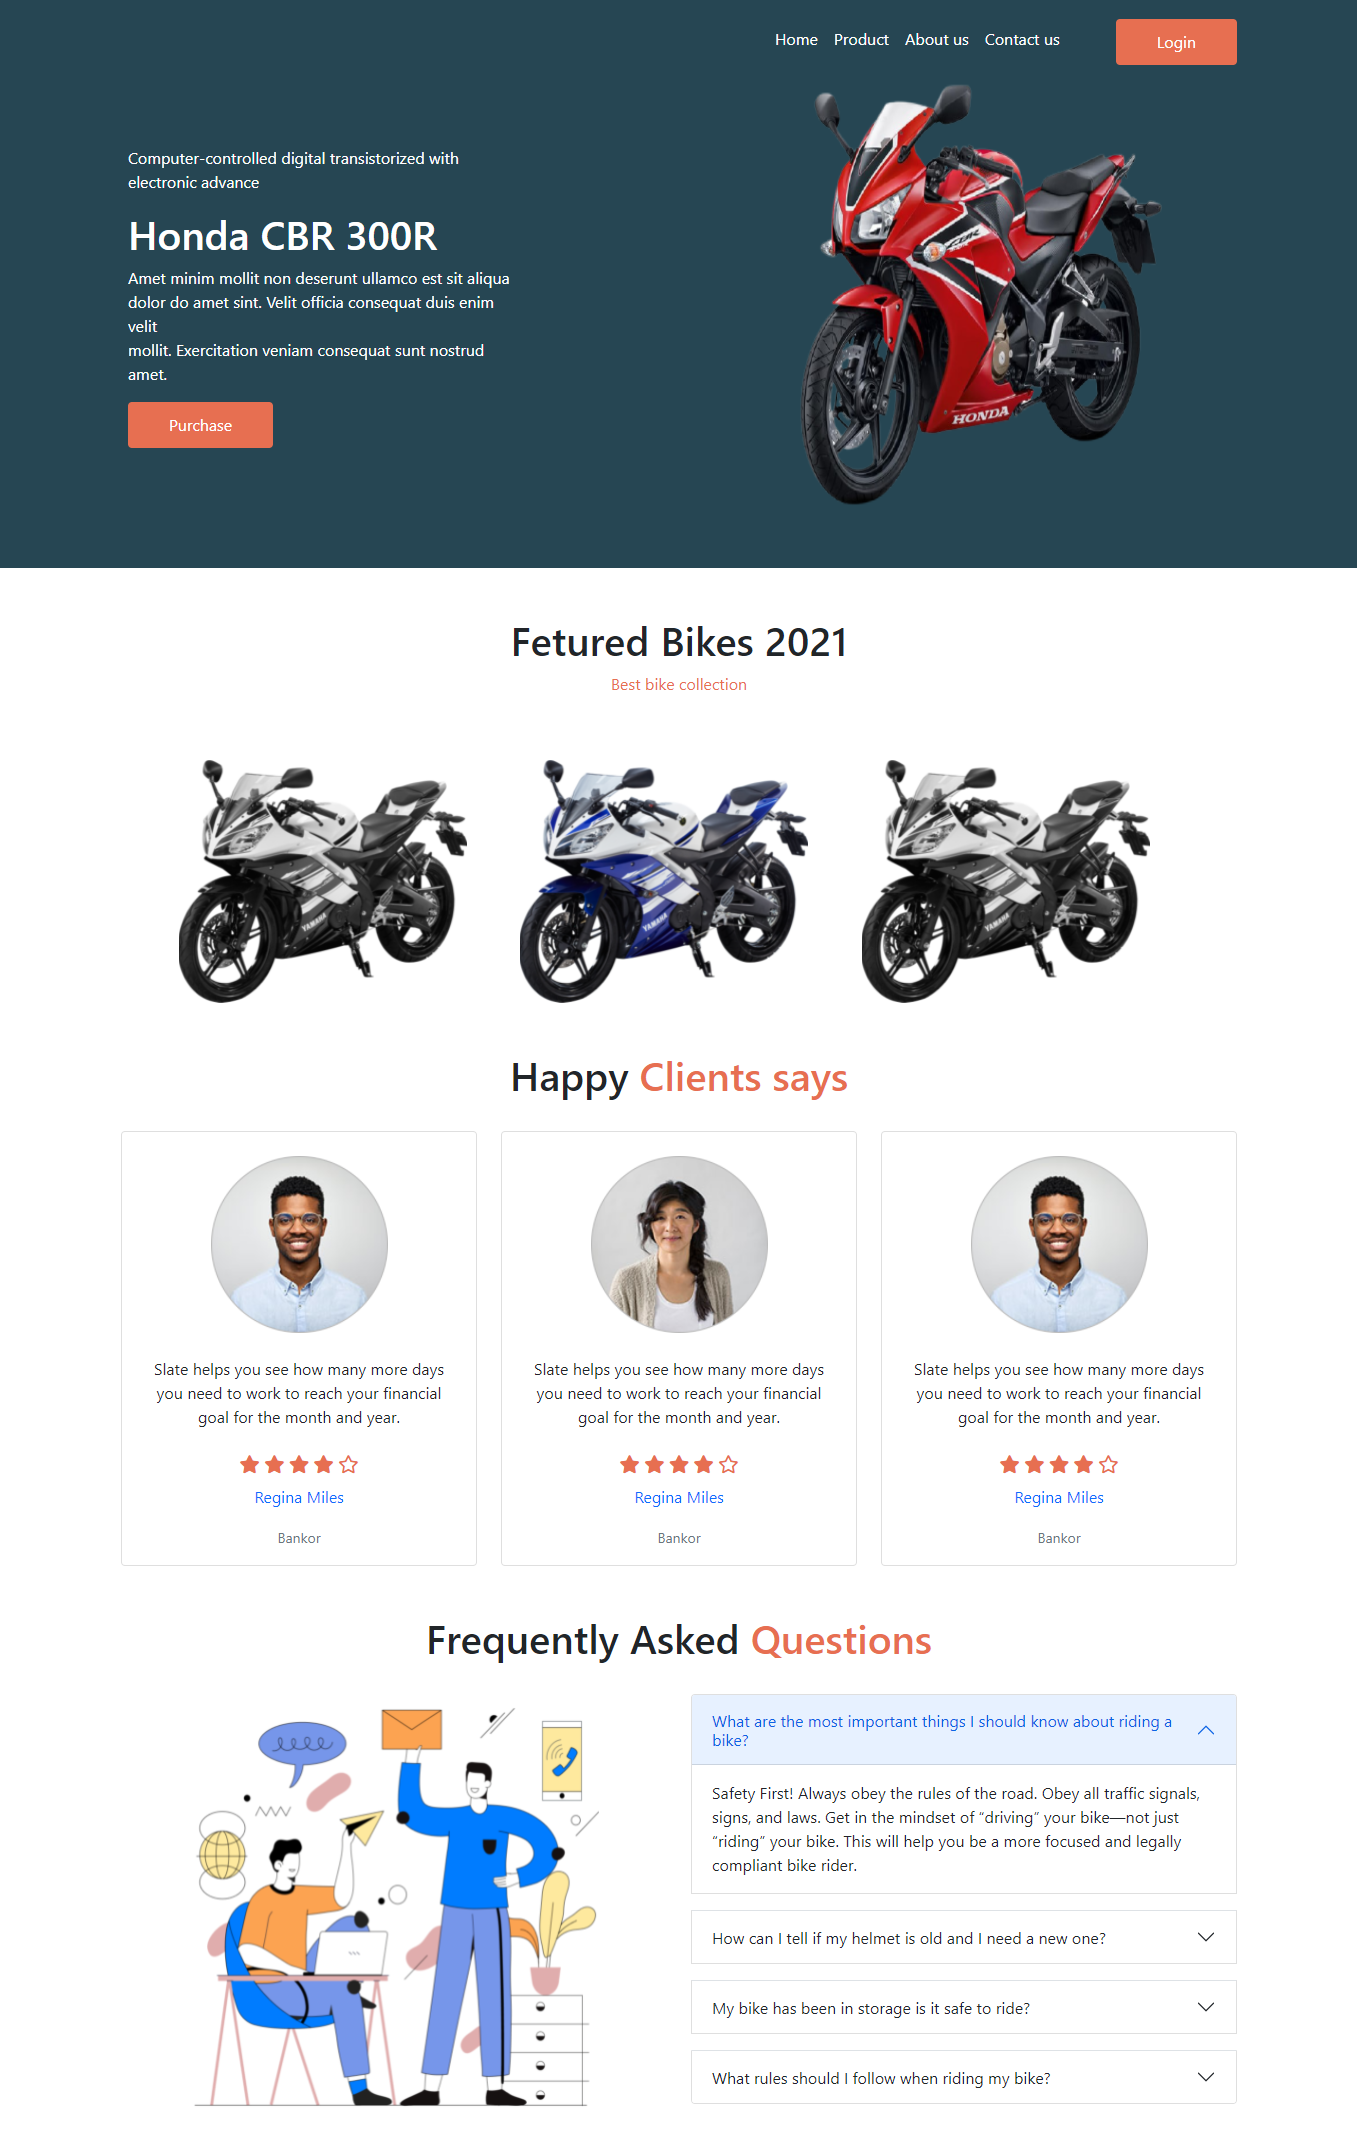 Home Product About us Contact us Login
Computer-controlled digital transistorized with
electronic advance
Honda CBR 300R
Amet minim mollit non deserunt ullamco est sit aliqua
dolor do amet sint. Velit officia consequat duis enim
velit
mollit. Exercitation veniam consequat sunt nostrud
amet.
Purchase
CBR
HONDA
Fetured Bikes 2021
Best bike collection
YAMAHA
YAMAHA
YAMAHA
Happy Clients says
Slate helps you see how many more days
you need to work to reach your financial
goal for the month and year.
Regina Miles
Bankor
Slate helps you see how many more days
you need to work to reach your financial
goal for the month and year.
Regina Miles
Bankor
Slate helps you see how many more days
you need to work to reach your financial
goal for the month and year.
Regina Miles
Bankor
Frequently Asked Questions
What are the most important things I should know about riding a
bike?
Safety First! Always obey the rules of the road. Obey all traffic signals,
signs, and laws. Get in the mindset of “driving” your bike—not just
“riding” your bike. This will help you be a more focused and legally
compliant bike rider.
How can I tell if my helmet is old and I need a new one?
My bike has been in storage is it safe to ride?
What rules should I follow when riding my bike?